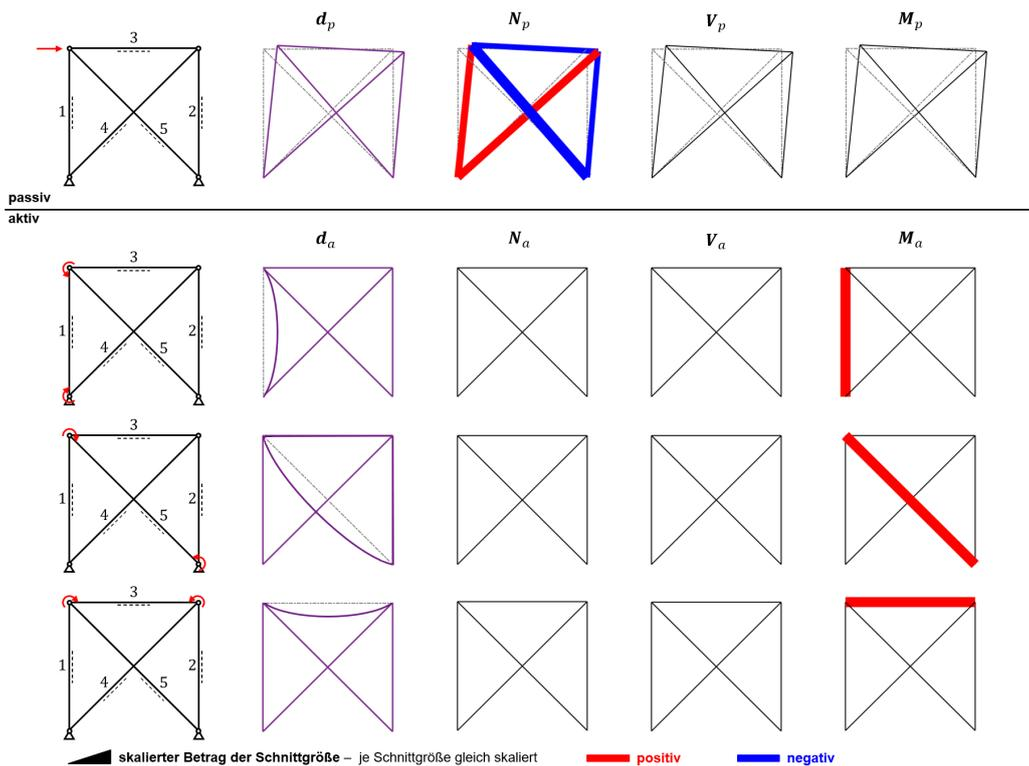 d_p N_p V_p M_p
3
1 2
4 5
passiv
aktiv
d_a N_a V_a M_a
3
1 2
4 5
3
1 2
4 5
3
1 2
4 5
skalierter Betrag der Schnittgröße – je Schnittgröße gleich skaliert positiv negativ